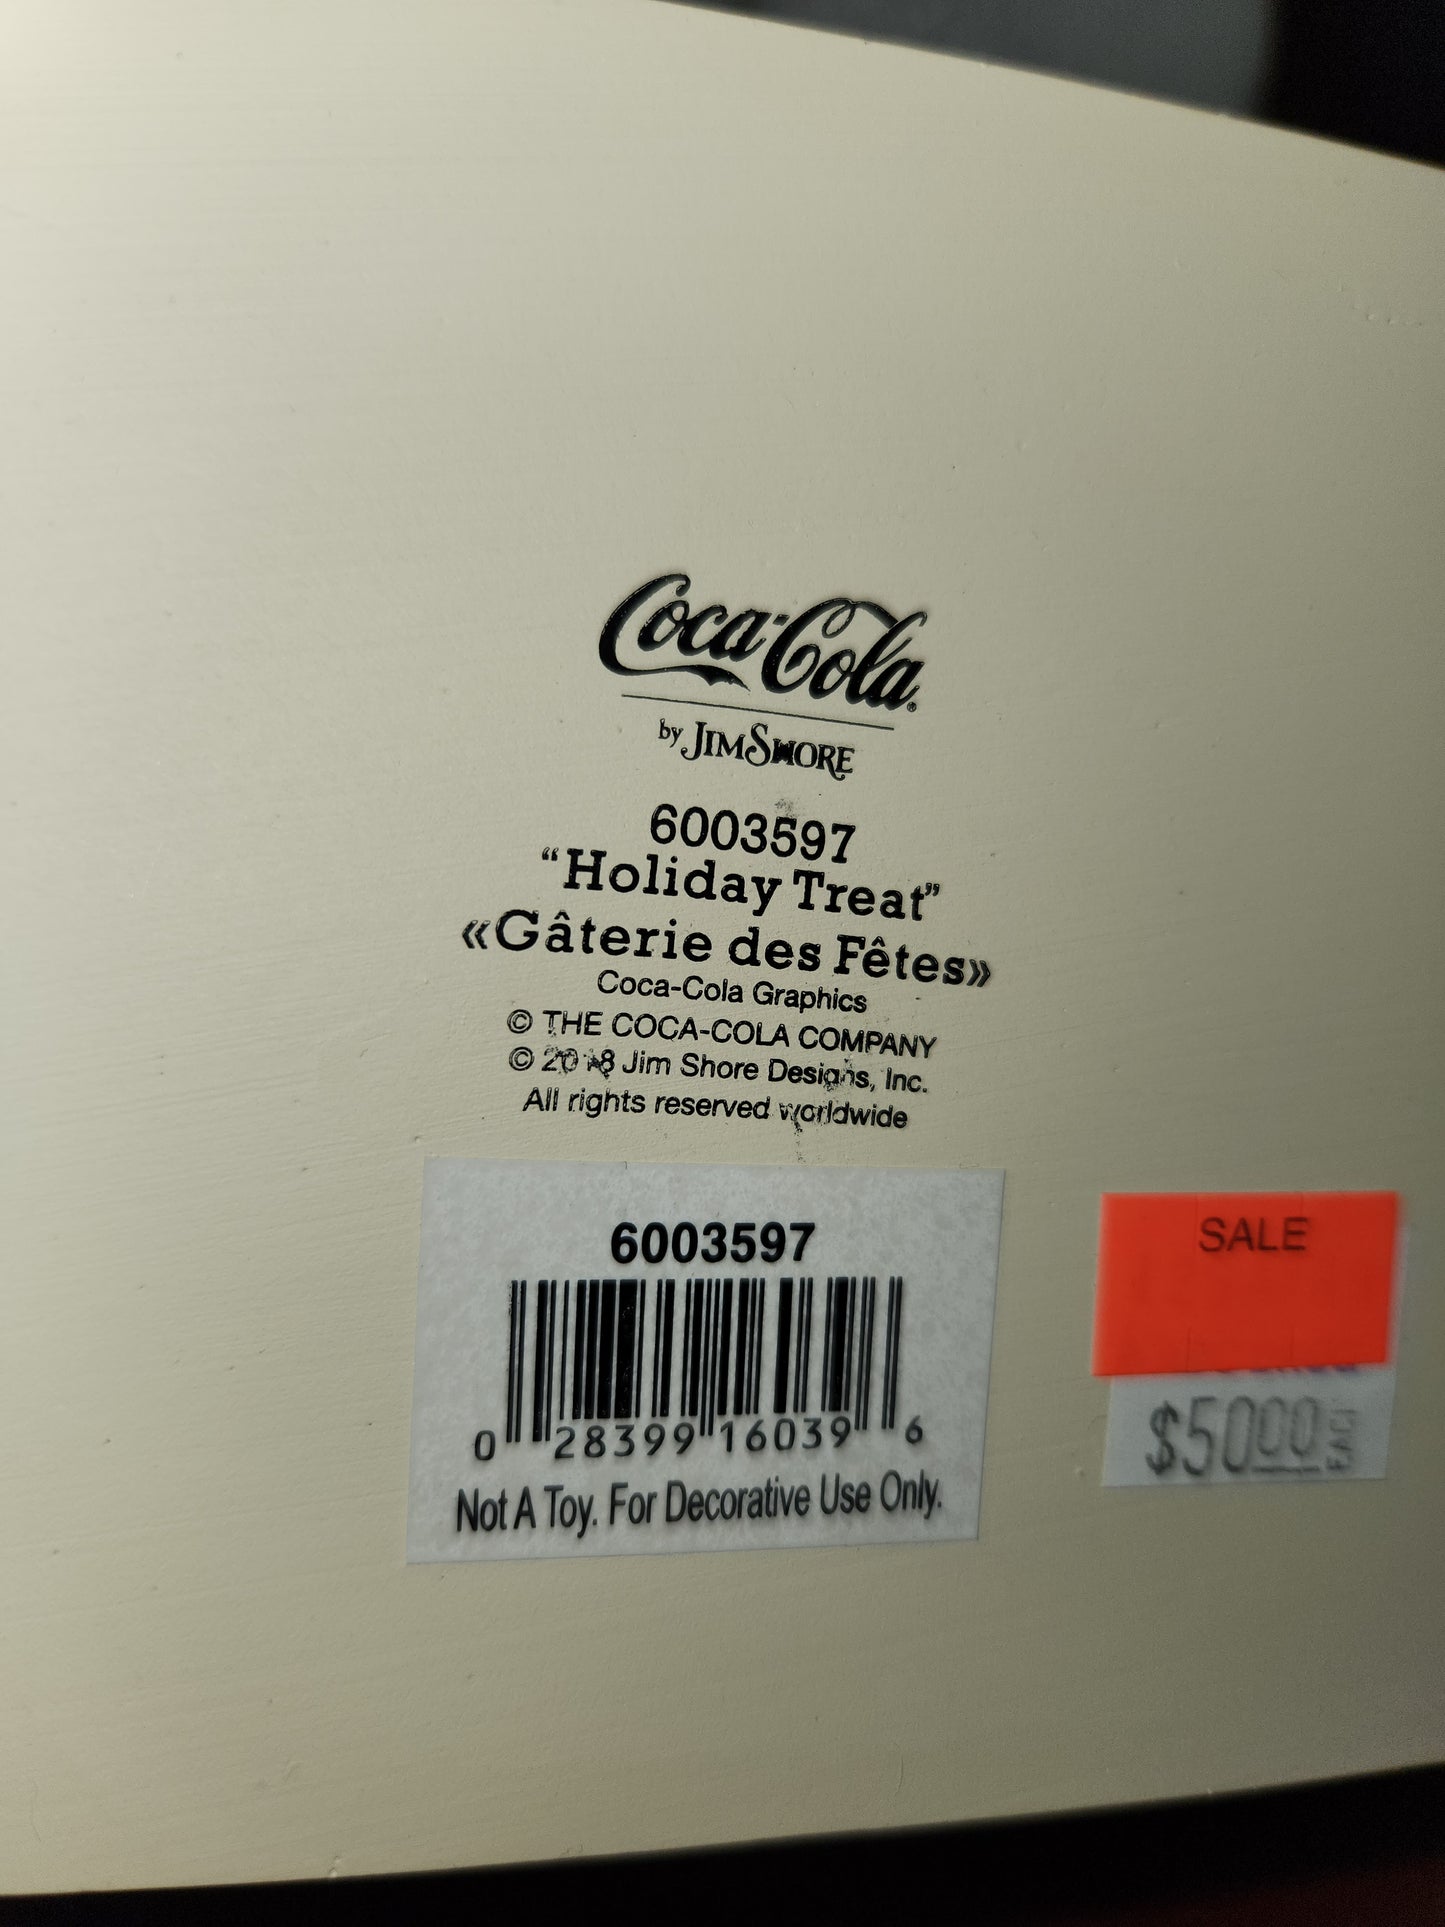 Coca-Cola®
by JIM SHORE
6003597
“Holiday Treat”
«Gâterie des Fêtes»
Coca-Cola Graphics
© THE COCA-COLA COMPANY
© 2018 Jim Shore Designs, Inc.
All rights reserved worldwide
6003597
0 28399 16039 6
Not A Toy. For Decorative Use Only.
SALE
$50.00 EACH